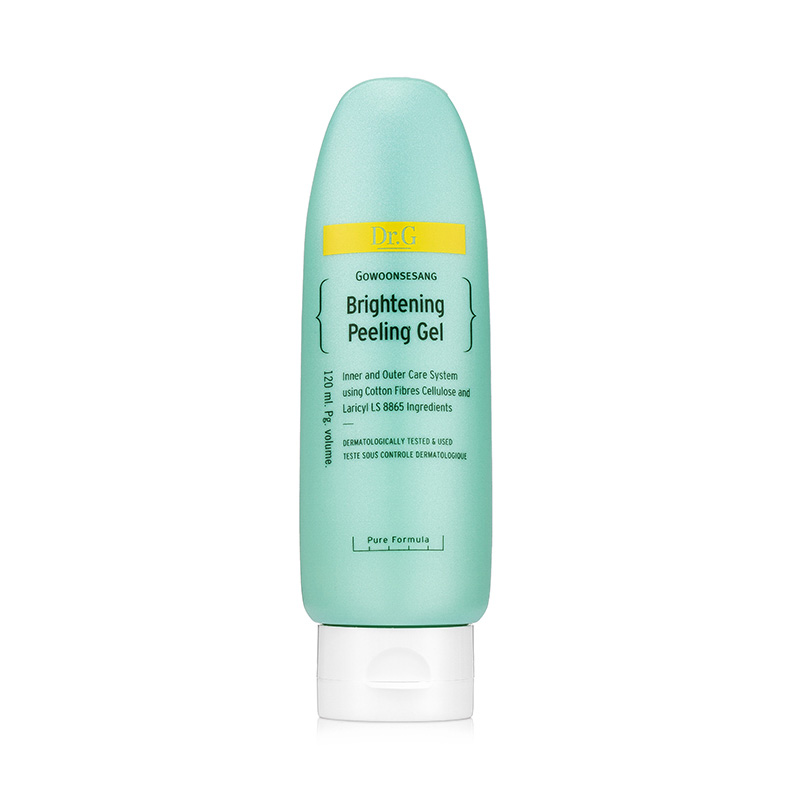 Dr.G
GOWOONSESANG
Brightening
Peeling Gel
Inner and Outer Care System
using Cotton Fibres Cellulose and
Laricyl LS 8865 Ingredients
DERMATOLOGICALLY TESTED & USED
TESTE SOUS CONTROLE DERMATOLOGIQUE
120 ml. Pg. volume.
Pure Formula